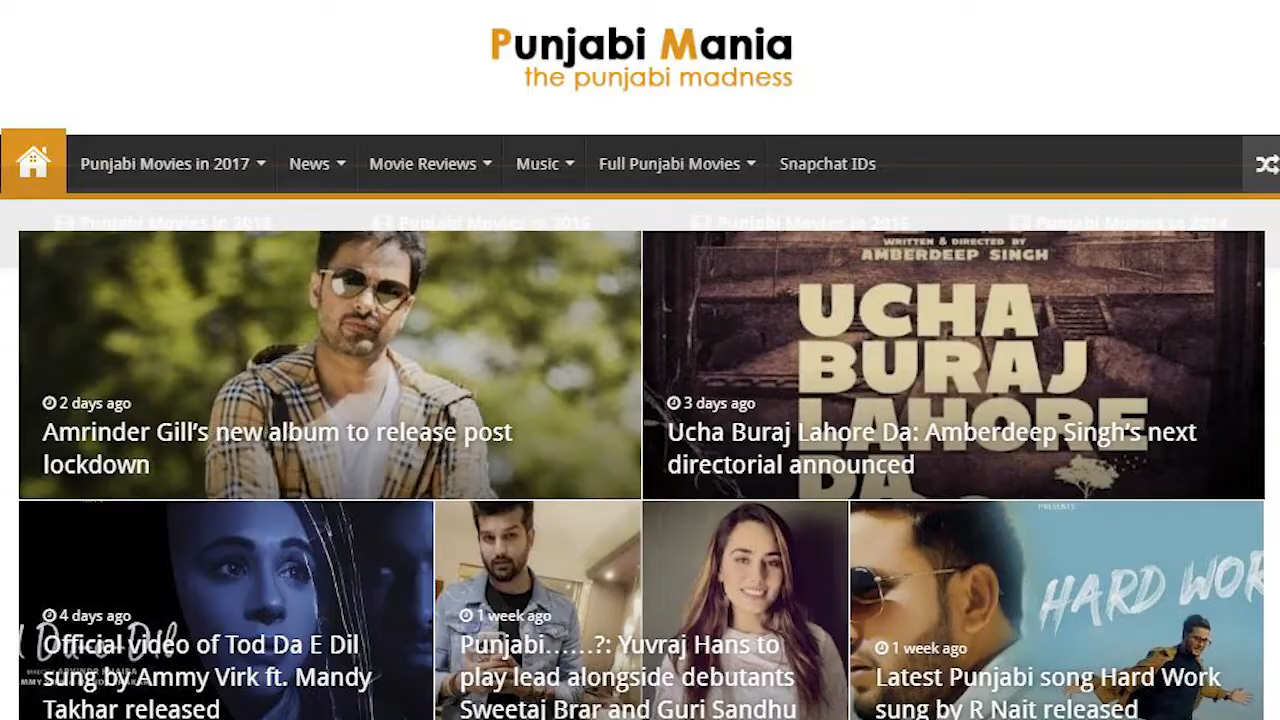 Punjabi Mania
the punjabi madness
Punjabi Movies in 2017 News Movie Reviews Music Full Punjabi Movies Snapchat IDs
WRITTEN & DIRECTED BY
AMBERDEEP SINGH
UCHA
BURAJ
LAHORE
DA
2 days ago
Amrinder Gill’s new album to release post
lockdown
3 days ago
Ucha Buraj Lahore Da: Amberdeep Singh’s next
directorial announced
4 days ago
Official video of Tod Da E Dil
sung by Ammy Virk ft. Mandy
Takhar released
1 week ago
Punjabi……?: Yuvraj Hans to
play lead alongside debutants
Sweetaj Brar and Guri Sandhu
PRESENTS
HARD WOR
1 week ago
Latest Punjabi song Hard Work
sung by R Nait released